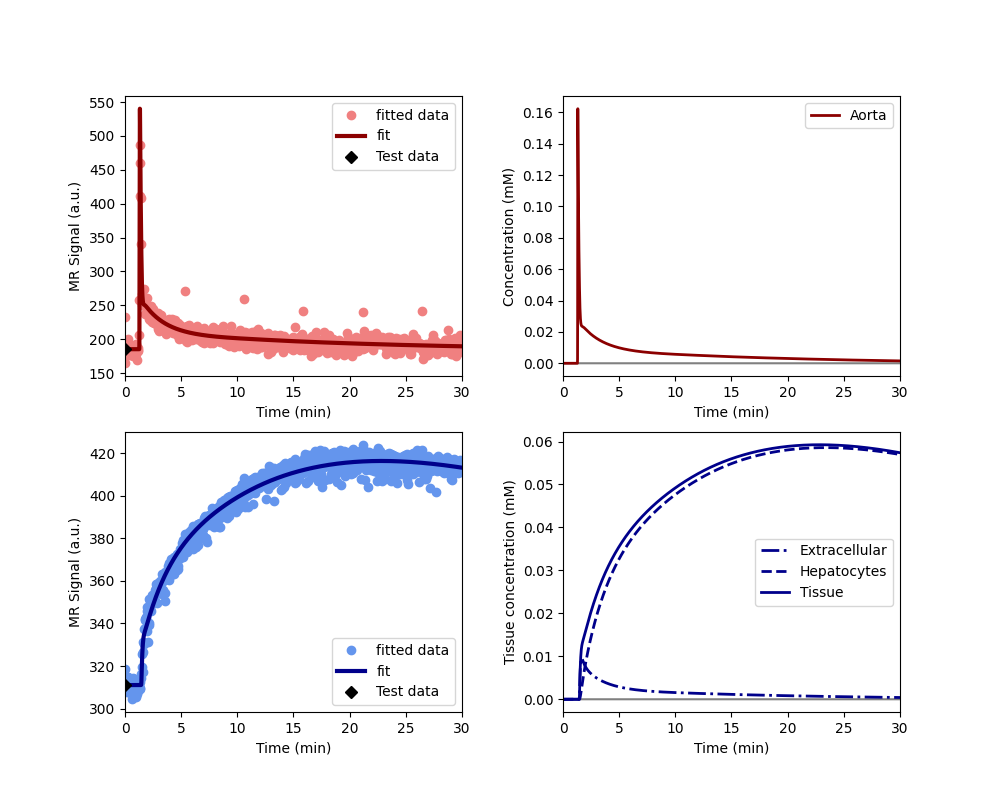 550
500
450
400
350
300
250
200
150
MR Signal (a.u.)
0 5 10 15 20 25 30
Time (min)
fitted data
fit
Test data
0.16
0.14
0.12
0.10
0.08
0.06
0.04
0.02
0.00
Concentration (mM)
0 5 10 15 20 25 30
Time (min)
Aorta
420
400
380
360
340
320
300
MR Signal (a.u.)
0 5 10 15 20 25 30
Time (min)
fitted data
fit
Test data
0.06
0.05
0.04
0.03
0.02
0.01
0.00
Tissue concentration (mM)
0 5 10 15 20 25 30
Time (min)
Extracellular
Hepatocytes
Tissue